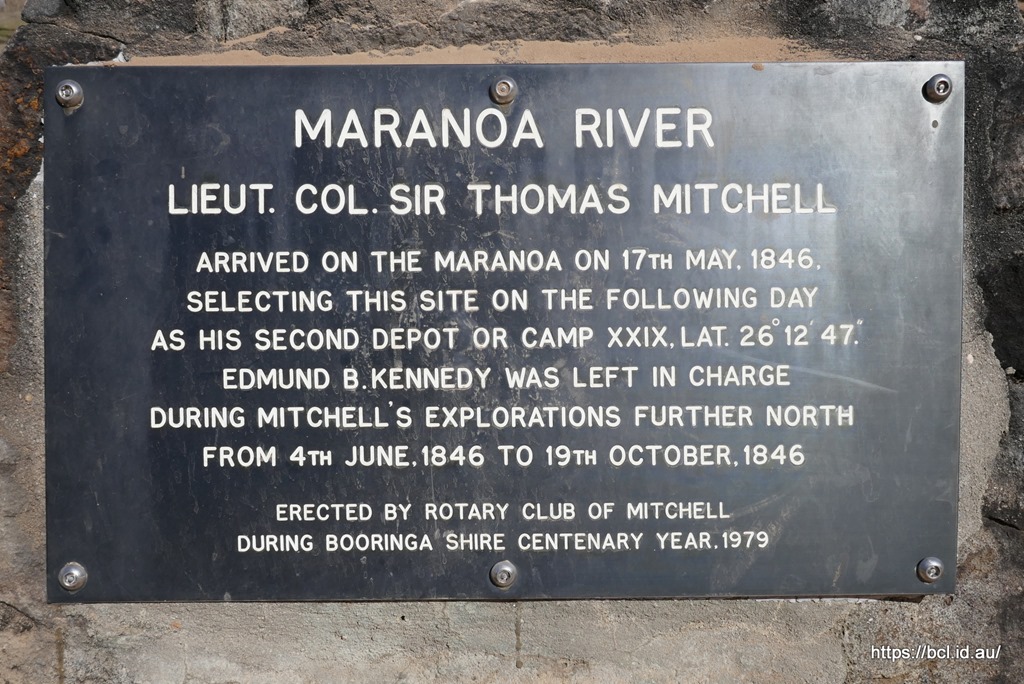 MARANOA RIVER
LIEUT. COL. SIR THOMAS MITCHELL
ARRIVED ON THE MARANOA ON 17TH MAY, 1846,
SELECTING THIS SITE ON THE FOLLOWING DAY
AS HIS SECOND DEPOT OR CAMP XXIX, LAT. 26° 12' 47."
EDMUND B. KENNEDY WAS LEFT IN CHARGE
DURING MITCHELL'S EXPLORATIONS FURTHER NORTH
FROM 4TH JUNE, 1846 TO 19TH OCTOBER, 1846
ERECTED BY ROTARY CLUB OF MITCHELL
DURING BOORINGA SHIRE CENTENARY YEAR, 1979
https://bcl.id.au/